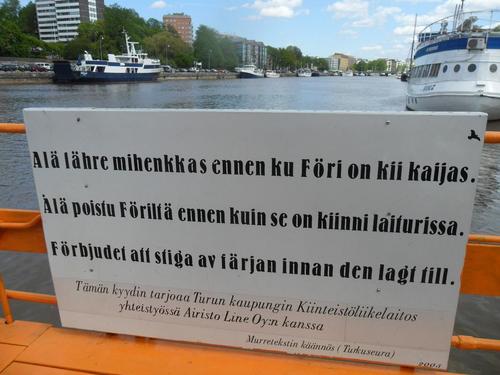 Älä lähre mihenkkas ennen ku Föri on kii kaijas.
Älä poistu Föriltä ennen kuin se on kiinni laiturissa.
Förbjudet att stiga av färjan innan den lagt till.
Tämän kyydin tarjoaa Turun kaupungin Kiinteistöliikelaitos
yhteistyössä Airisto Line Oy:n kanssa
Murretekstin käännös ( Turkuseura )